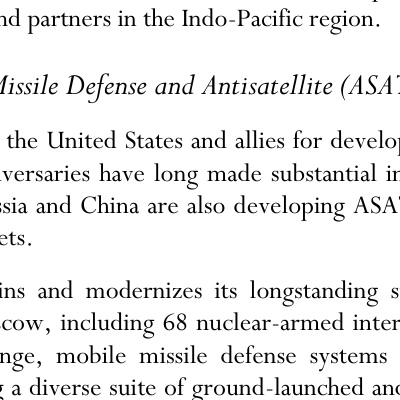 nd partners in the Indo-Pacific region.
Missile Defense and Antisatellite (ASAT
the United States and allies for develop
versaries have long made substantial in
ssia and China are also developing ASA
ets.
ins and modernizes its longstanding s
cow, including 68 nuclear-armed inter
nge, mobile missile defense systems
g a diverse suite of ground-launched and